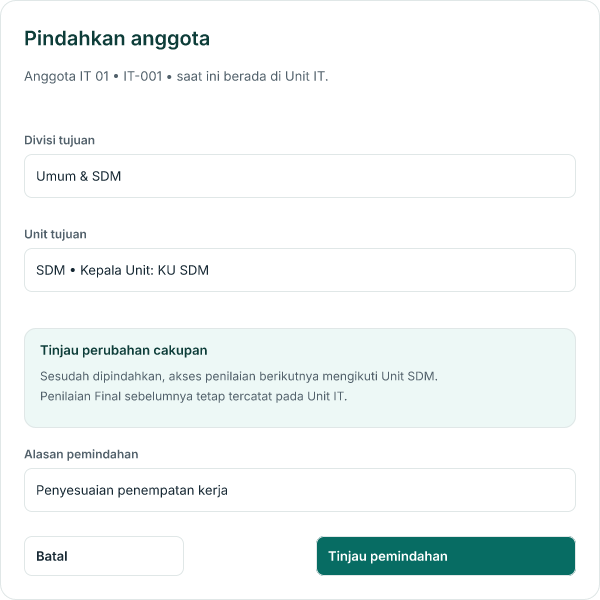 Pindahkan anggota
Anggota IT 01 • IT-001 • saat ini berada di Unit IT.
Divisi tujuan
Umum & SDM
Unit tujuan
SDM • Kepala Unit: KU SDM
Tinjau perubahan cakupan
Sesudah dipindahkan, akses penilaian berikutnya mengikuti Unit SDM.
Penilaian Final sebelumnya tetap tercatat pada Unit IT.
Alasan pemindahan
Penyesuaian penempatan kerja
Batal
Tinjau pemindahan